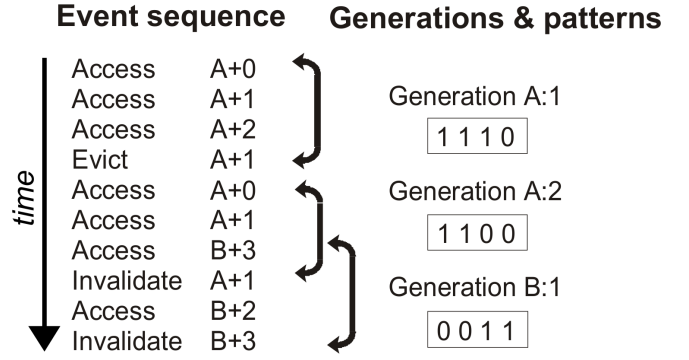 Event sequence
Generations & patterns
time
Access A+0
Access A+1
Access A+2
Evict A+1
Access A+0
Access A+1
Access B+3
Invalidate A+1
Access B+2
Invalidate B+3
Generation A:1
1 1 1 0
Generation A:2
1 1 0 0
Generation B:1
0 0 1 1